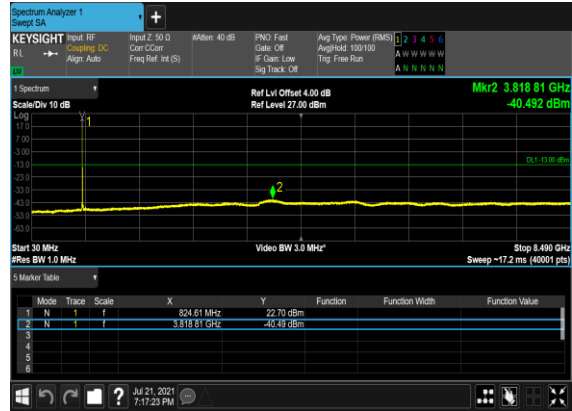 Spectrum Analyzer 1
Swept SA
+
KEYSIGHT Input: RF Input Z: 50 Ω #Atten: 40 dB PNO: Fast Avg Type: Power (RMS) 1 2 3 4 5 6
RL Coupling: DC Corr CCorr Gate: Off Avg|Hold: 100/100 A W W W W W
Align: Auto Freq Ref: Int (S) IF Gain: Low Trig: Free Run
Sig Track: Off A N N N N N
1 Spectrum Ref Lvl Offset 4.00 dB Mkr2 3.818 81 GHz
Scale/Div 10 dB Ref Level 27.00 dBm -40.492 dBm
Log
17.0 1
7.00
-3.00
-13.0 DL1 -13.00 dBm
-23.0
-33.0 2
-43.0
-53.0
-63.0
Start 30 MHz Video BW 3.0 MHz* Stop 8.490 GHz
#Res BW 1.0 MHz Sweep ~17.2 ms (40001 pts)
5 Marker Table
Mode Trace Scale X Y Function Function Width Function Value
1 N 1 f 824.61 MHz 22.70 dBm
2 N 1 f 3.818 81 GHz -40.49 dBm
3
4
5
6
? Jul 21, 2021
7:17:23 PM